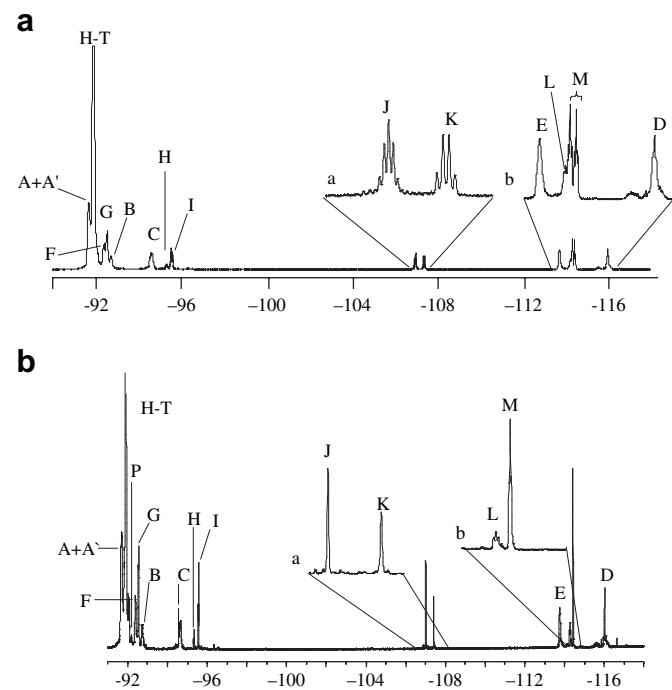 a
H-T
A+A'
F
G
B
C
H
I
a
J
K
b
E
L
M
D
-92 -96 −100 −104 -108 −112 -116
b
H-T
P
A+A`
F
G
B
C
H
I
a
J
K
b
L
M
E
D
-92 -96 -100 -104 -108 -112 -116